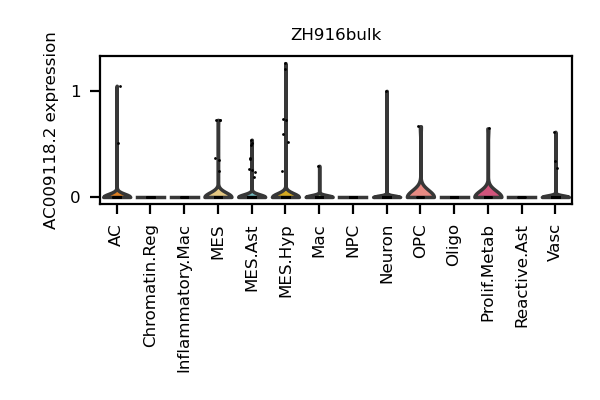 ZH916bulk
AC009118.2 expression
1
0
AC
Chromatin.Reg
Inflammatory.Mac
MES
MES.Ast
MES.Hyp
Mac
NPC
Neuron
OPC
Oligo
Prolif.Metab
Reactive.Ast
Vasc